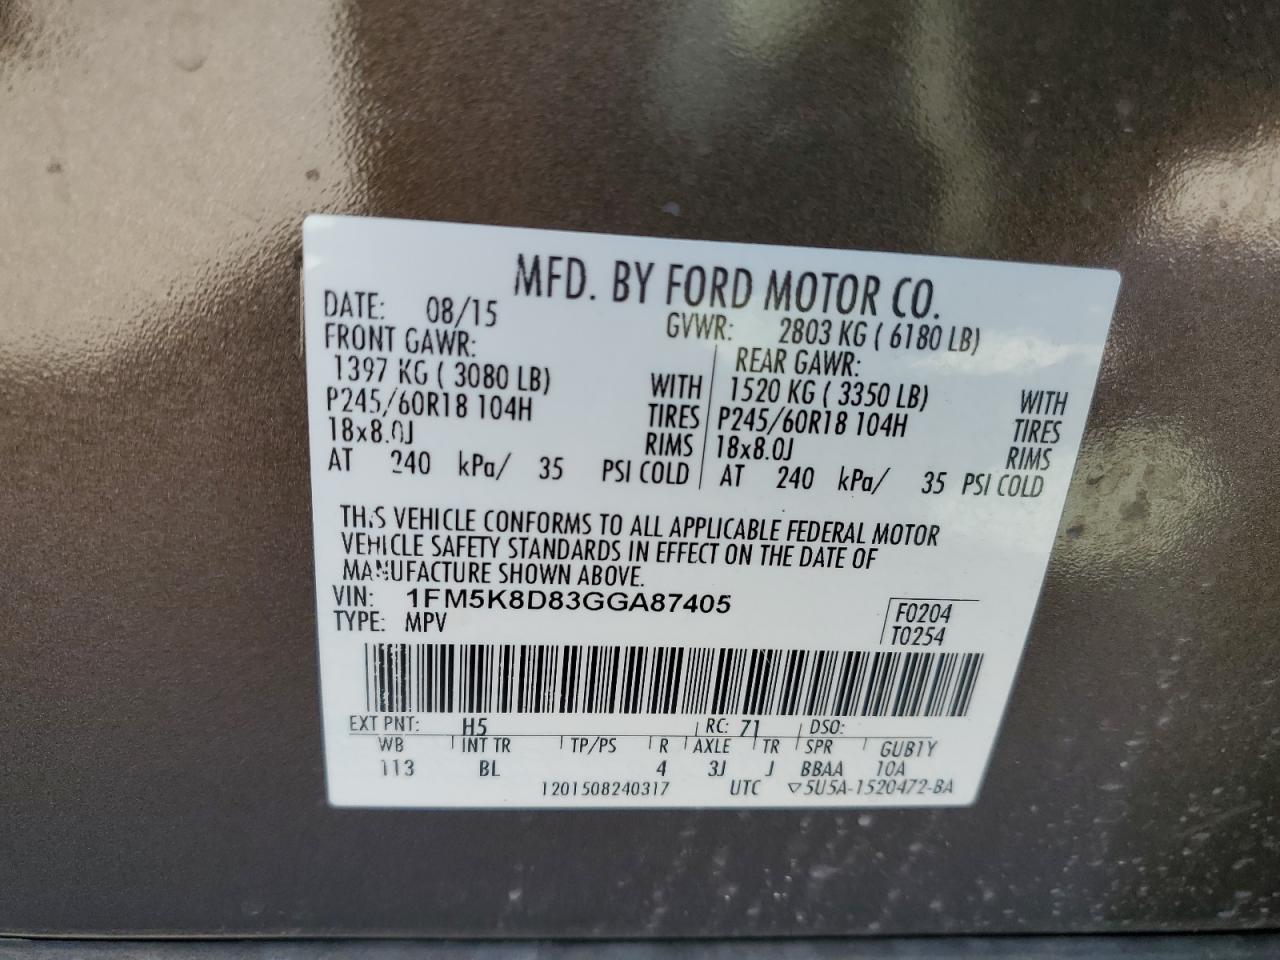 MFD. BY FORD MOTOR CO.
DATE: 08/15 GVWR: 2803 KG ( 6180 LB)
FRONT GAWR: REAR GAWR:
1397 KG ( 3080 LB) WITH 1520 KG ( 3350 LB) WITH
P245/60R18 104H TIRES P245/60R18 104H TIRES
18x8.0J RIMS 18x8.0J RIMS
AT 240 kPa/ 35 PSI COLD AT 240 kPa/ 35 PSI COLD
THIS VEHICLE CONFORMS TO ALL APPLICABLE FEDERAL MOTOR
VEHICLE SAFETY STANDARDS IN EFFECT ON THE DATE OF
MANUFACTURE SHOWN ABOVE.
VIN: 1FM5K8D83GGA87405 F0204
TYPE: MPV T0254
EXT PNT: H5 RC: 71 DSO:
WB INT TR TP/PS R AXLE TR SPR GUB1Y
113 BL 4 3J J BBAA 10A
1201508240317 UTC ▽5U5A-1520472-BA